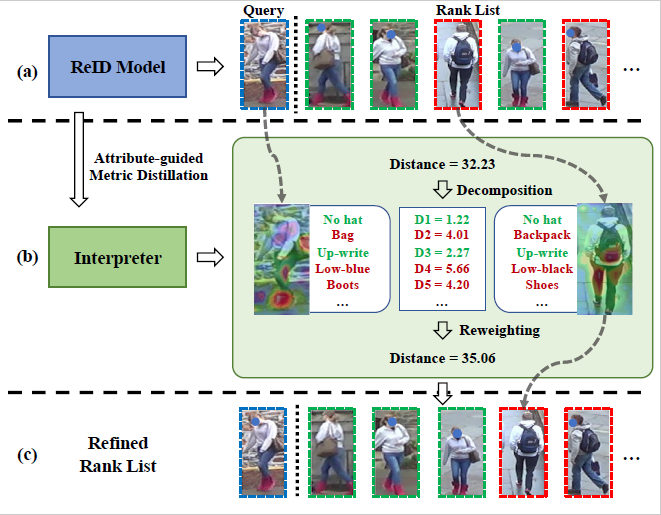 Query
Rank List
(a)
ReID Model
...
Attribute-guided
Metric Distillation
Distance = 32.23
Decomposition
(b)
Interpreter
No hat
Bag
Up-write
Low-blue
Boots
...
D1 = 1.22
D2 = 4.01
D3 = 2.27
D4 = 5.66
D5 = 4.20
...
No hat
Backpack
Up-write
Low-black
Shoes
...
Reweighting
Distance = 35.06
(c)
Refined
Rank List
...